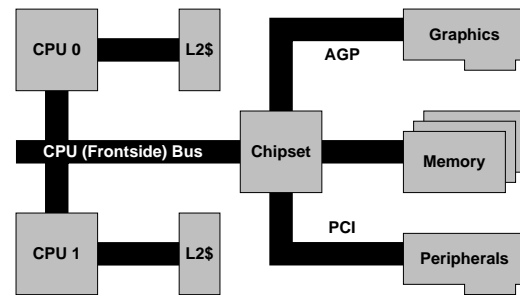 CPU 0
L2$
AGP
Graphics
CPU (Frontside) Bus
Chipset
Memory
CPU 1
L2$
PCI
Peripherals